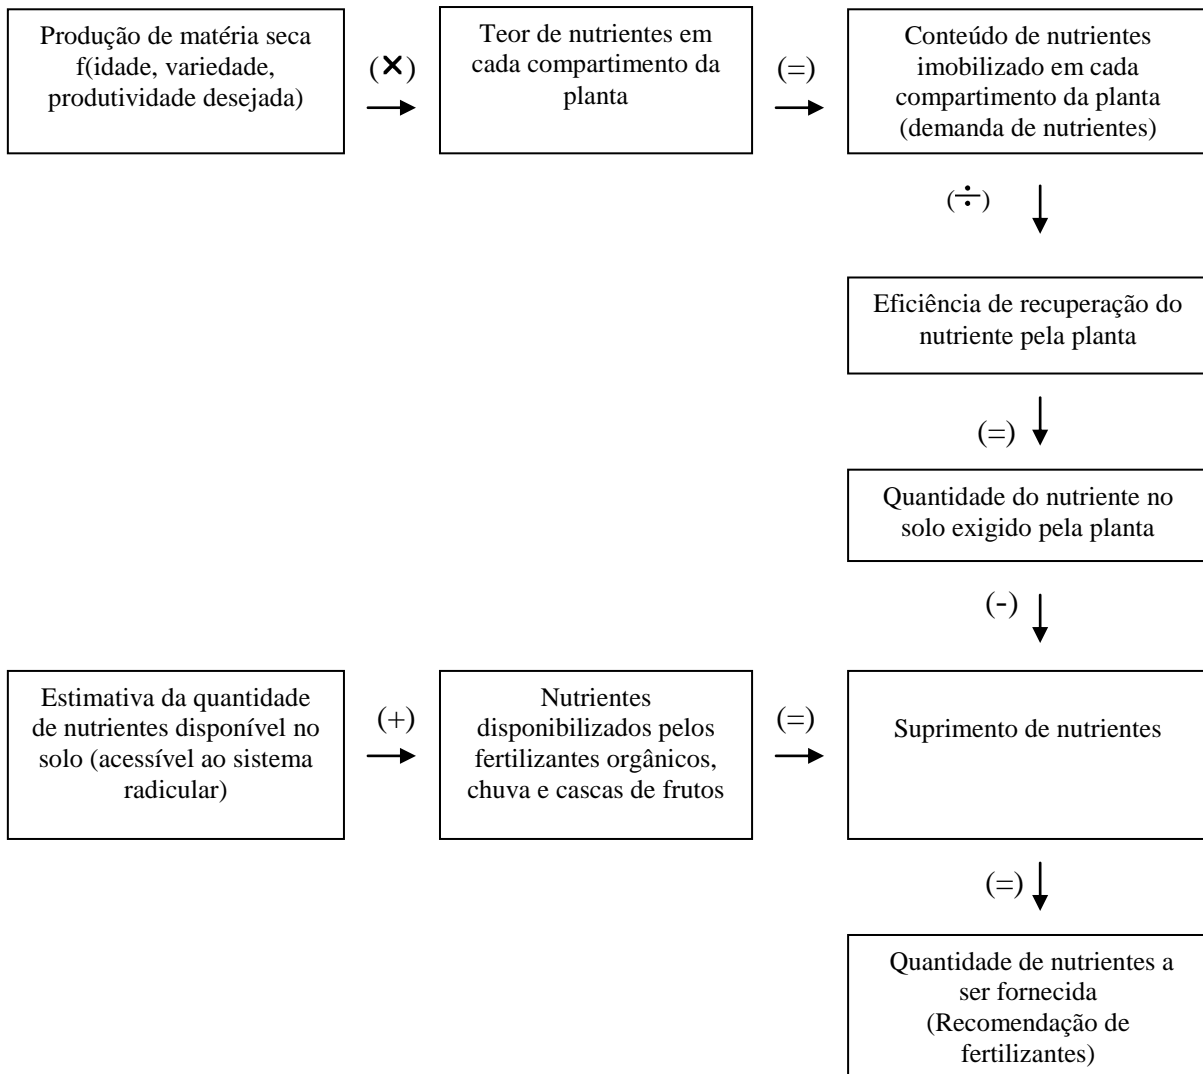 Produção de matéria seca
f(idade, variedade,
produtividade desejada)
(×)
Teor de nutrientes em
cada compartimento da
planta
(=)
Conteúdo de nutrientes
imobilizado em cada
compartimento da planta
(demanda de nutrientes)
(÷)
Eficiência de recuperação do
nutriente pela planta
(=)
Quantidade do nutriente no
solo exigido pela planta
(-)
Estimativa da quantidade
de nutrientes disponível no
solo (acessível ao sistema
radicular)
(+)
Nutrientes
disponibilizados pelos
fertilizantes orgânicos,
chuva e cascas de frutos
(=)
Suprimento de nutrientes
(=)
Quantidade de nutrientes a
ser fornecida
(Recomendação de
fertilizantes)